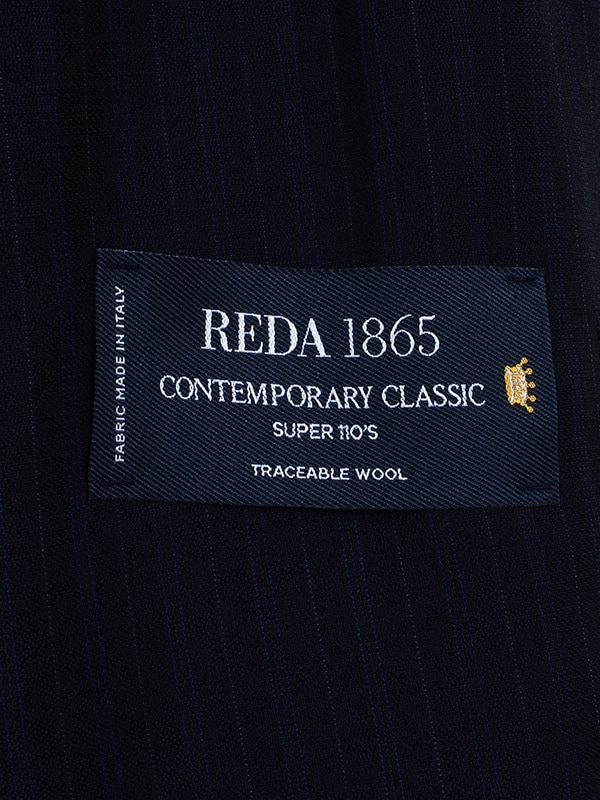 FABRIC MADE IN ITALY
REDA 1865
CONTEMPORARY CLASSIC
SUPER 110'S
TRACEABLE WOOL